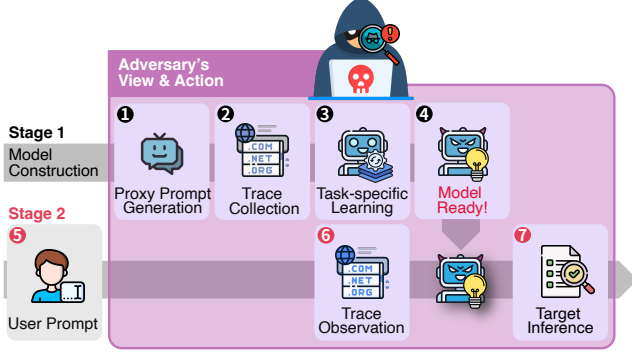 Adversary's
View & Action
Stage 1
Model
Construction
1
Proxy Prompt
Generation
2
.COM
.NET
.ORG
Trace
Collection
3
Task-specific
Learning
4
Model
Ready!
Stage 2
5
User Prompt
6
.COM
.NET
.ORG
Trace
Observation
7
Target
Inference